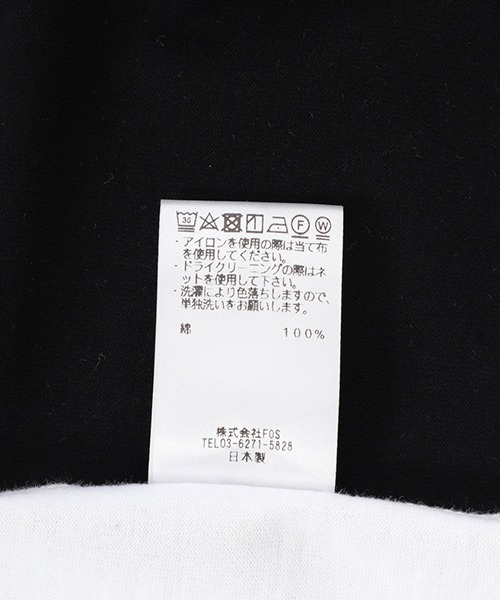 30 F W
・アイロンを使用の際は当て布
を使用してください。
・ドライクリーニングの際はネ
ットを使用して下さい。
・洗濯により色落ちしますので、
単独洗いをお願いします。
綿 100%
株式会社FOS
TEL03-6271-5828
日本製